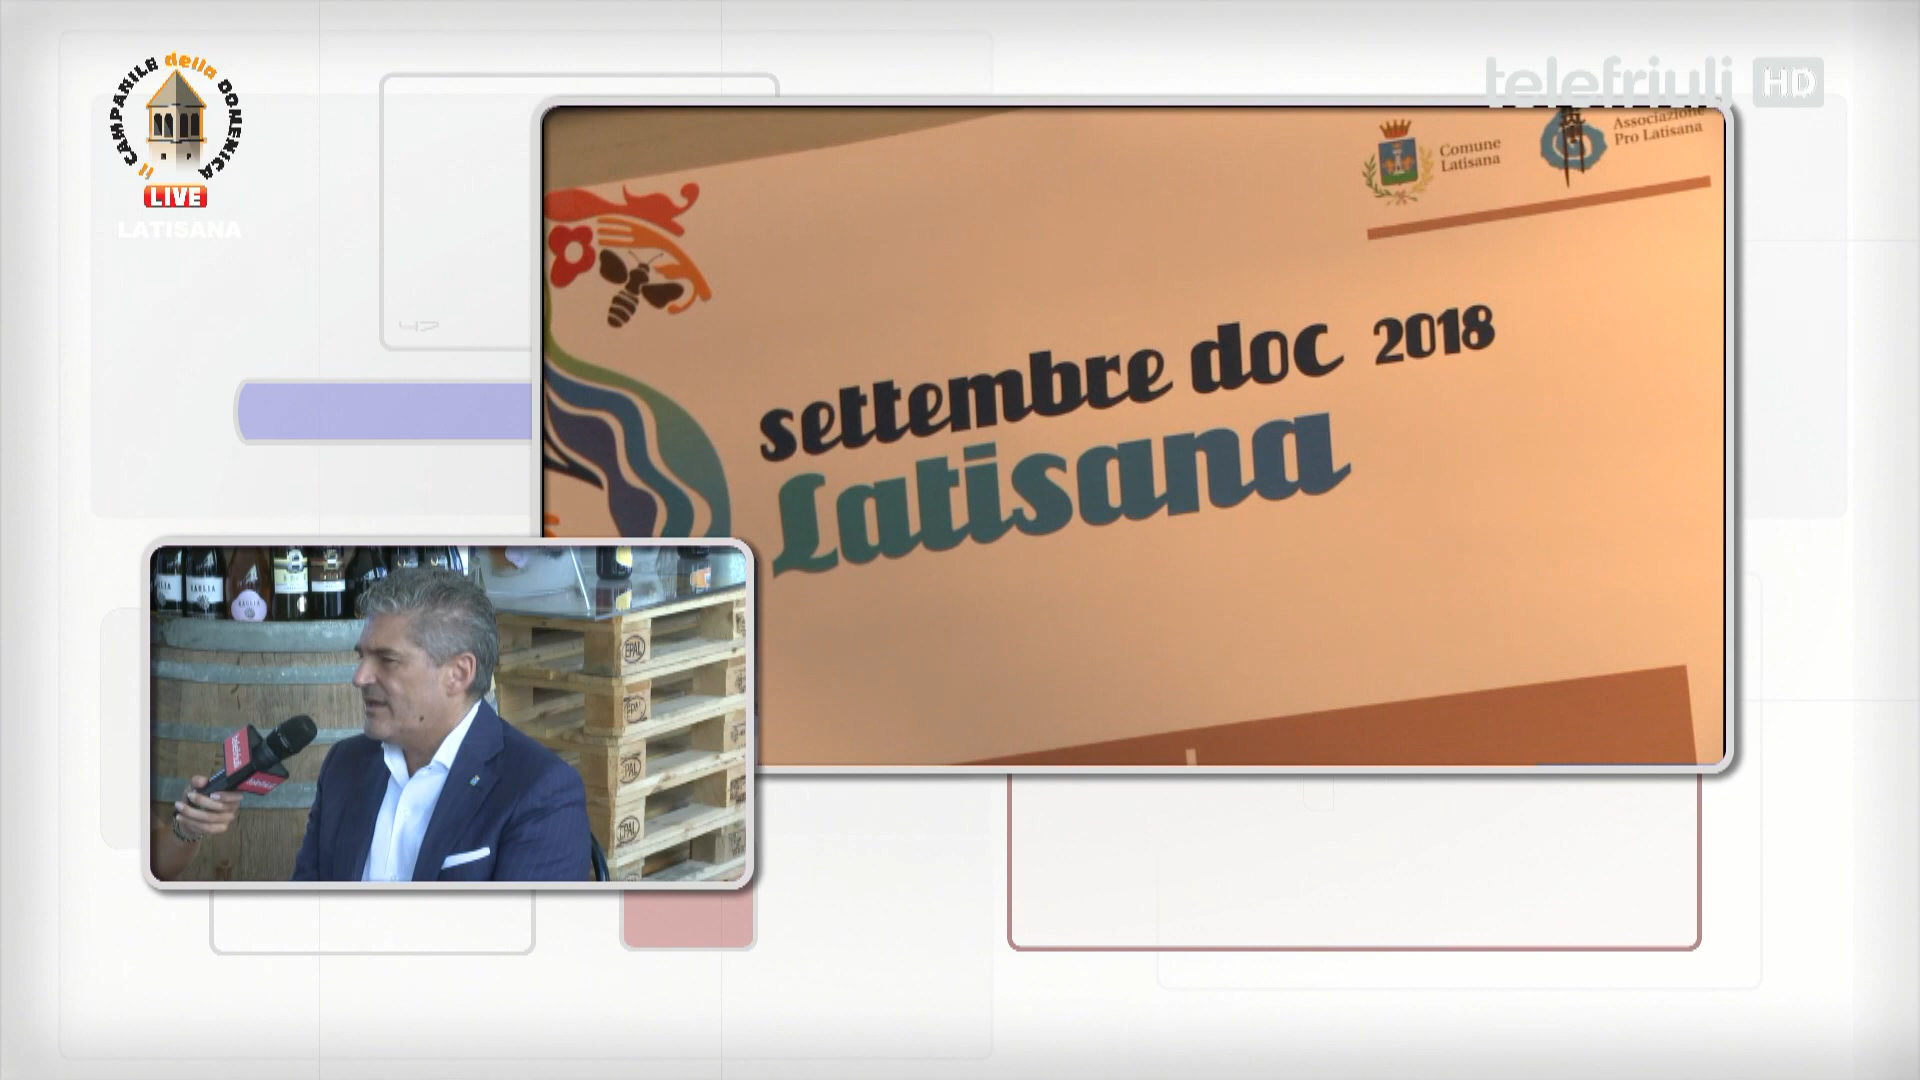 il CAMPANILE della DOMENICA
LIVE
LATISANA
telefriuli HD
Comune
Latisana
Associazione
Pro Latisana
settembre doc 2018
Latisana
EPAL
EPAL
EPAL
EPAL